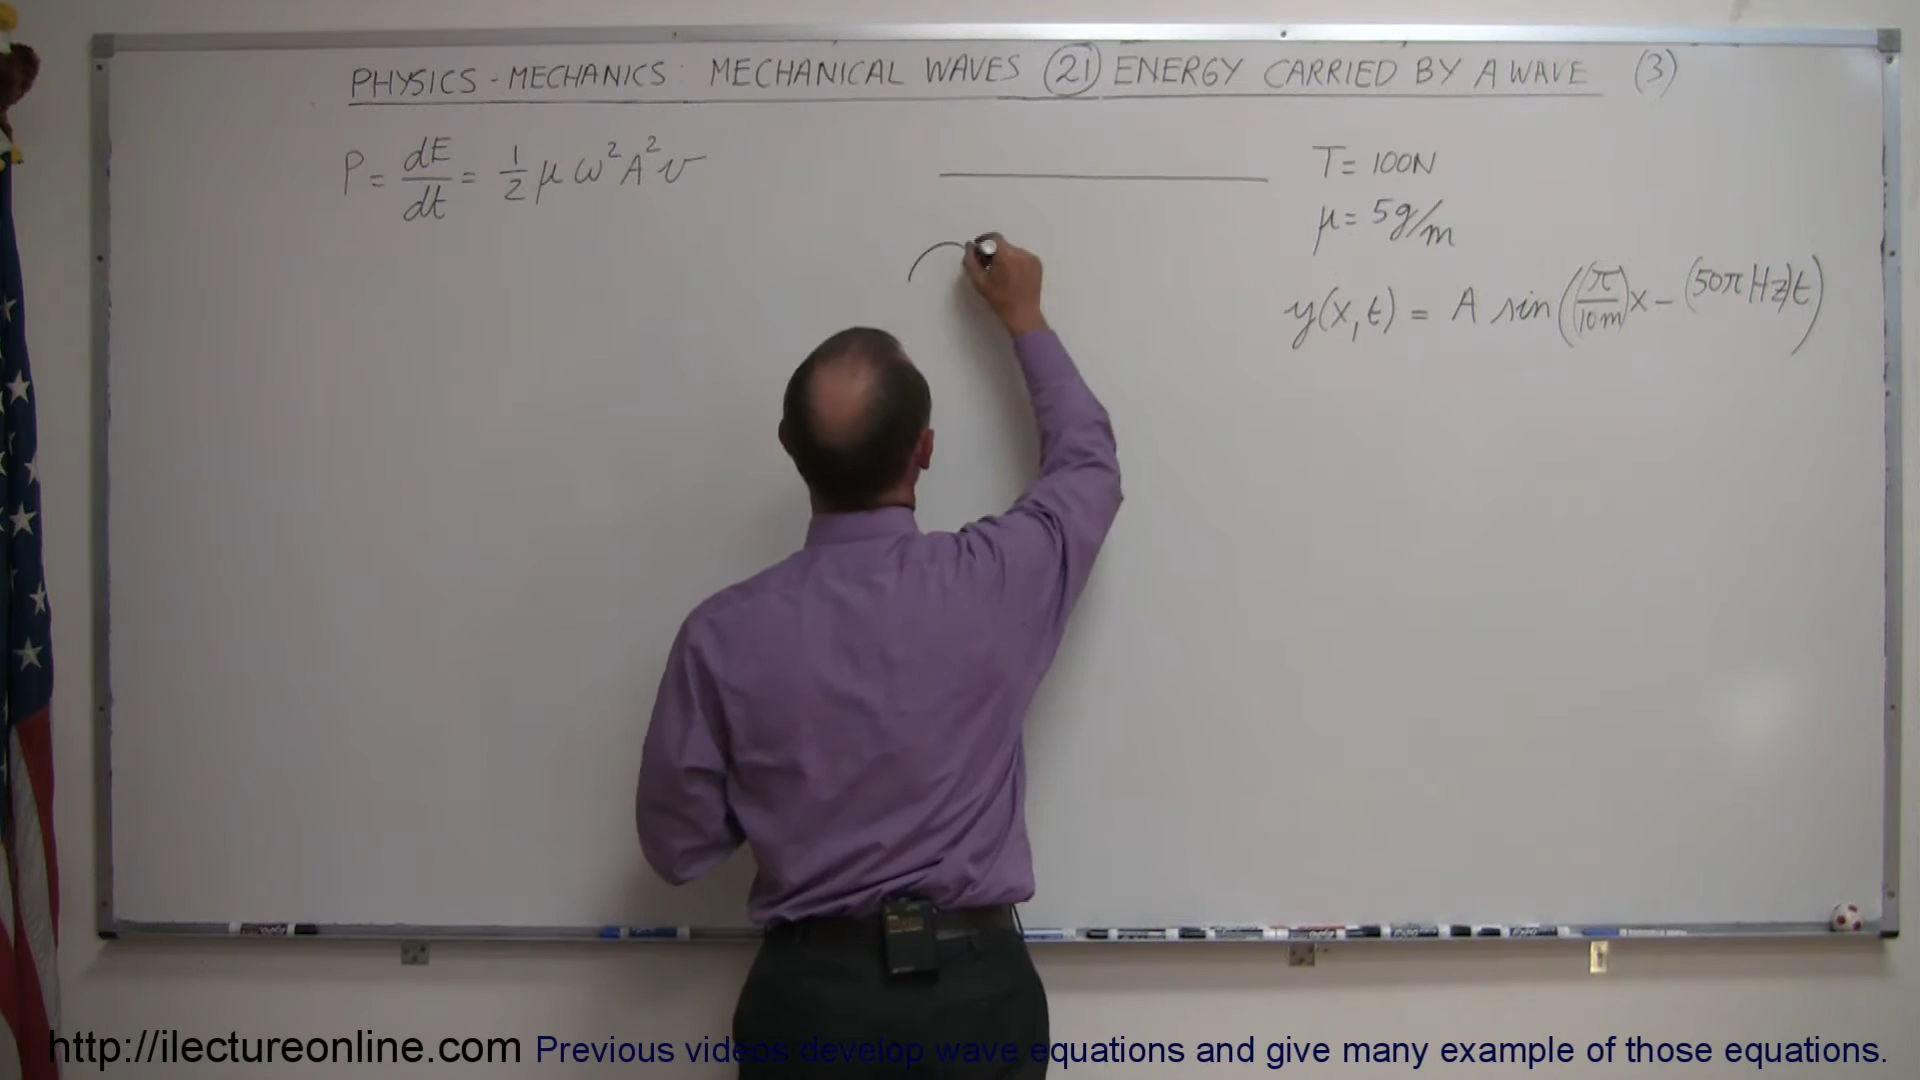 PHYSICS - MECHANICS: MECHANICAL WAVES (21) ENERGY CARRIED BY A WAVE (3)
P = dE/dt = 1/2 μ ω² A² v
T = 100N
μ = 5g/m
y(x,t) = A sin((π/10m)x - (50π Hz)t)
http://ilectureonline.com Previous videos develop wave equations and give many example of those equations.